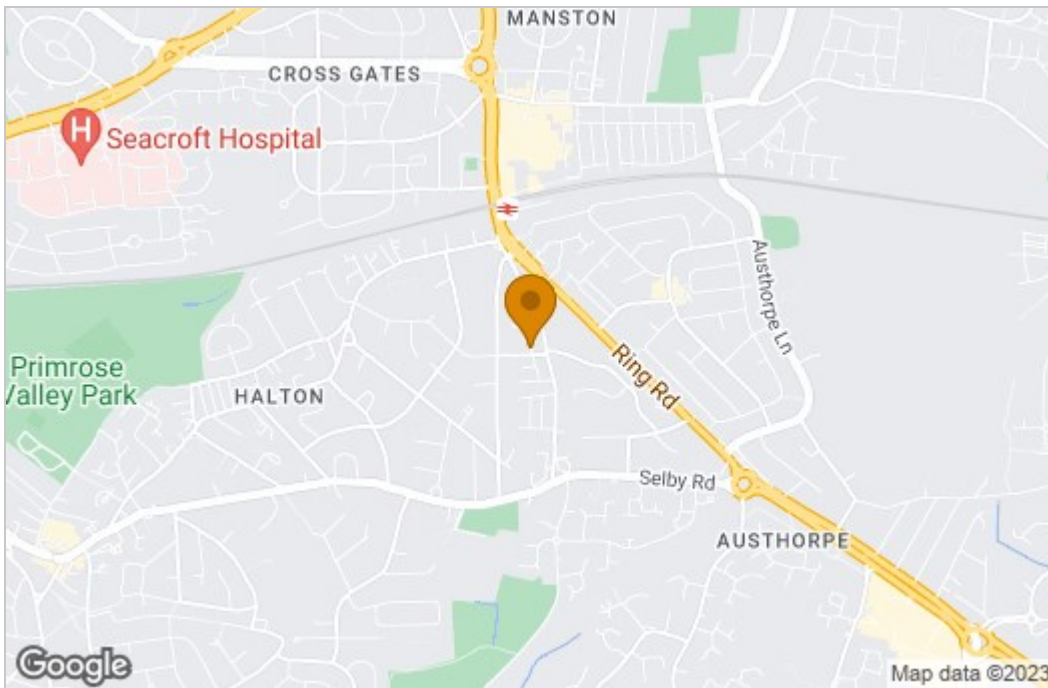 MANSTON
CROSS GATES
H
Seacroft Hospital
Austhorpe Ln
Primrose
Valley Park
HALTON
Ring Rd
Selby Rd
AUSTHORPE
Google
Map data ©2023